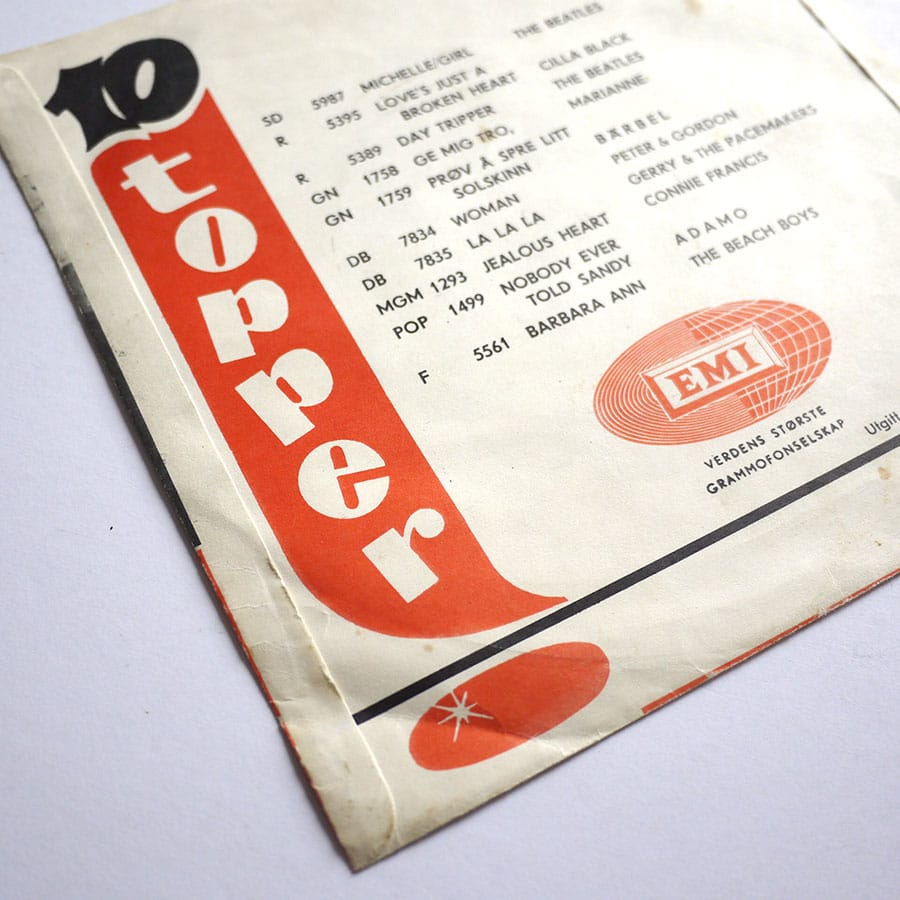 10
topper
SD 5987 MICHELLE/GIRL THE BEATLES
R 5395 LOVE'S JUST A
BROKEN HEART CILLA BLACK
R 5389 DAY TRIPPER THE BEATLES
GN 1758 GE MIG TRO, MARIANNE
GN 1759 PRØV Å SPRE LITT
SOLSKINN BÄRBEL
DB 7834 WOMAN PETER & GORDON
DB 7835 LA LA LA GERRY & THE PACEMAKERS
MGM 1293 JEALOUS HEART CONNIE FRANCIS
POP 1499 NOBODY EVER
TOLD SANDY ADAMO
F 5561 BARBARA ANN THE BEACH BOYS
EMI
VERDENS STØRSTE
GRAMMOFONSELSKAP
Utgitt